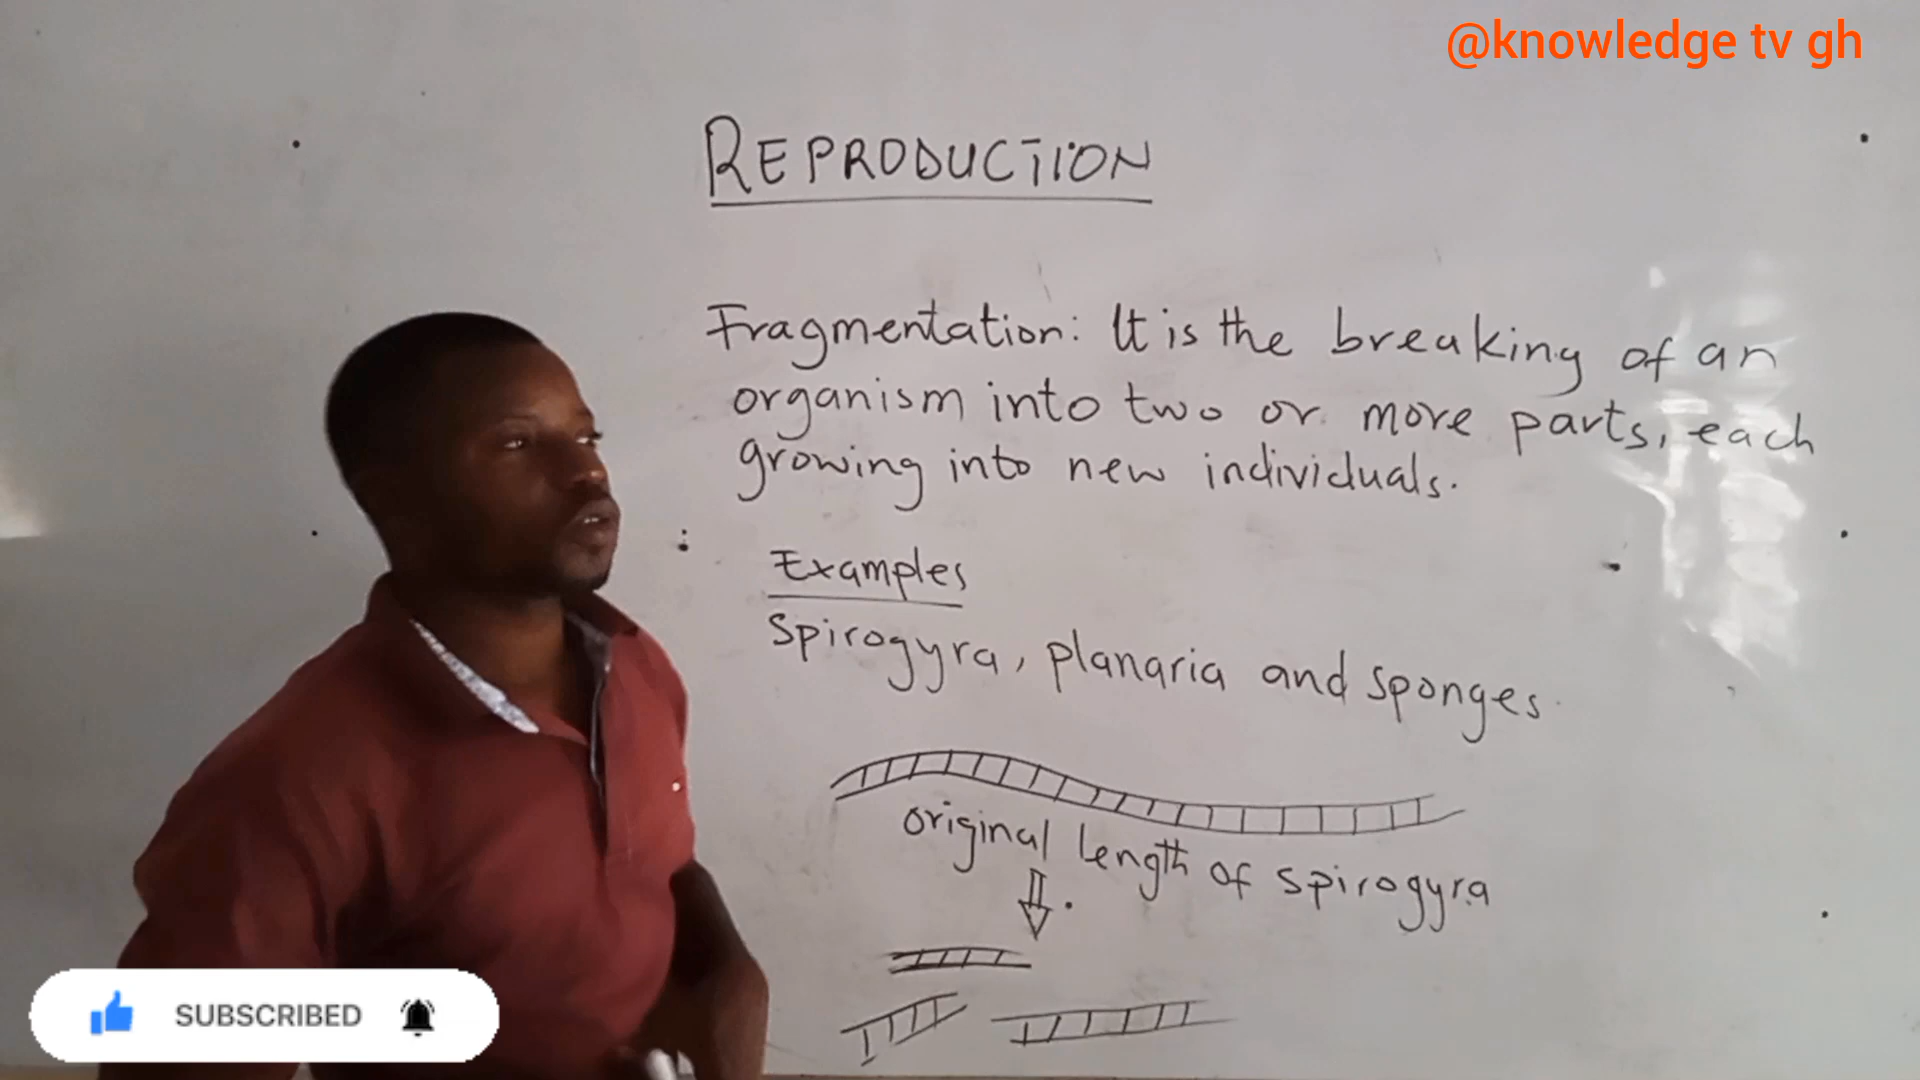 @knowledge tv gh
REPRODUCTION
Fragmentation: It is the breaking of an
organism into two or more parts, each
growing into new individuals.
Examples
Spirogyra, planaria and sponges.
original length of spirogyra
SUBSCRIBED